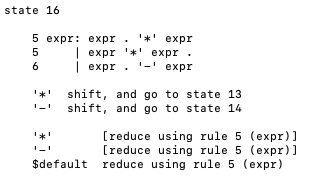 state 16
5 expr: expr . '*' expr
5 | expr '*' expr .
6 | expr . '-' expr
'*' shift, and go to state 13
'-' shift, and go to state 14
'*' [reduce using rule 5 (expr)]
'-' [reduce using rule 5 (expr)]
$default reduce using rule 5 (expr)